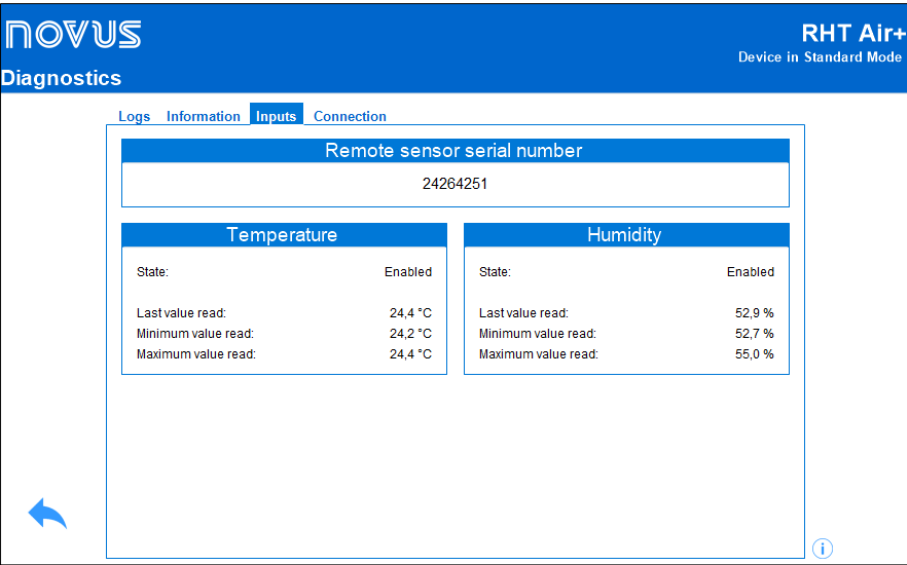 novus
RHT Air+
Device in Standard Mode
Diagnostics
Logs Information Inputs Connection
Remote sensor serial number
24264251
Temperature
State: Enabled
Last value read: 24,4 °C
Minimum value read: 24,2 °C
Maximum value read: 24,4 °C
Humidity
State: Enabled
Last value read: 52,9 %
Minimum value read: 52,7 %
Maximum value read: 55,0 %
i